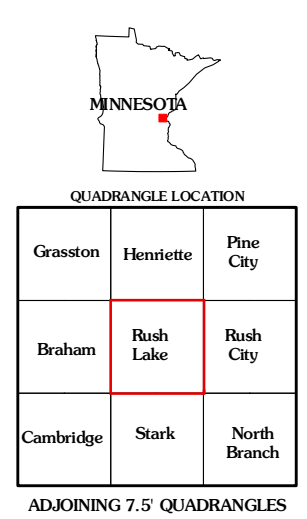 MINNESOTA
QUADRANGLE LOCATION
Grasston
Henriette
Pine
City
Braham
Rush
Lake
Rush
City
Cambridge
Stark
North
Branch
ADJOINING 7.5' QUADRANGLES